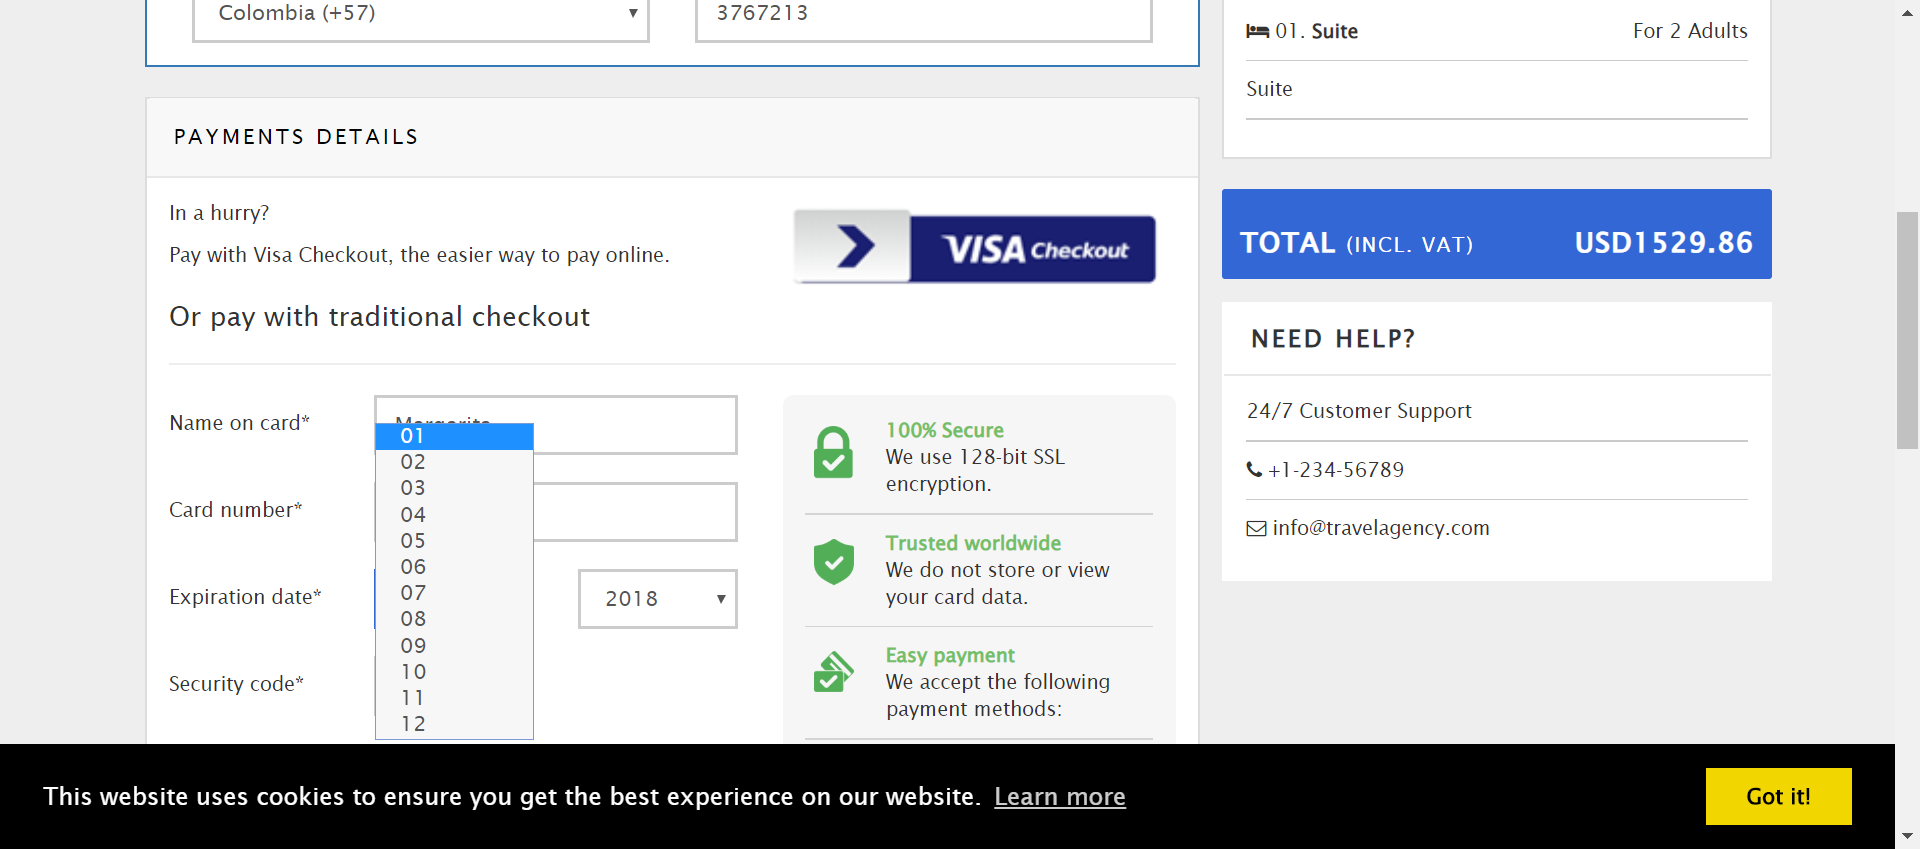 Colombia (+57)
3767213
PAYMENTS DETAILS
In a hurry?
Pay with Visa Checkout, the easier way to pay online.
VISA Checkout
Or pay with traditional checkout
Name on card*
Card number*
Expiration date*
2018
Security code*
01
02
03
04
05
06
07
08
09
10
11
12
100% Secure
We use 128-bit SSL
encryption.
Trusted worldwide
We do not store or view
your card data.
Easy payment
We accept the following
payment methods:
01. Suite
For 2 Adults
Suite
TOTAL (INCL. VAT) USD1529.86
NEED HELP?
24/7 Customer Support
+1-234-56789
info@travelagency.com
This website uses cookies to ensure you get the best experience on our website. Learn more
Got it!